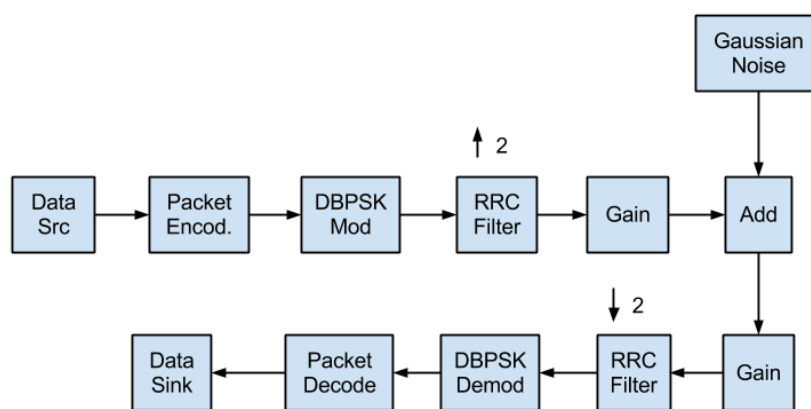 Gaussian
Noise
2
Data
Src
Packet
Encod.
DBPSK
Mod
RRC
Filter
Gain
Add
2
Data
Sink
Packet
Decode
DBPSK
Demod
RRC
Filter
Gain